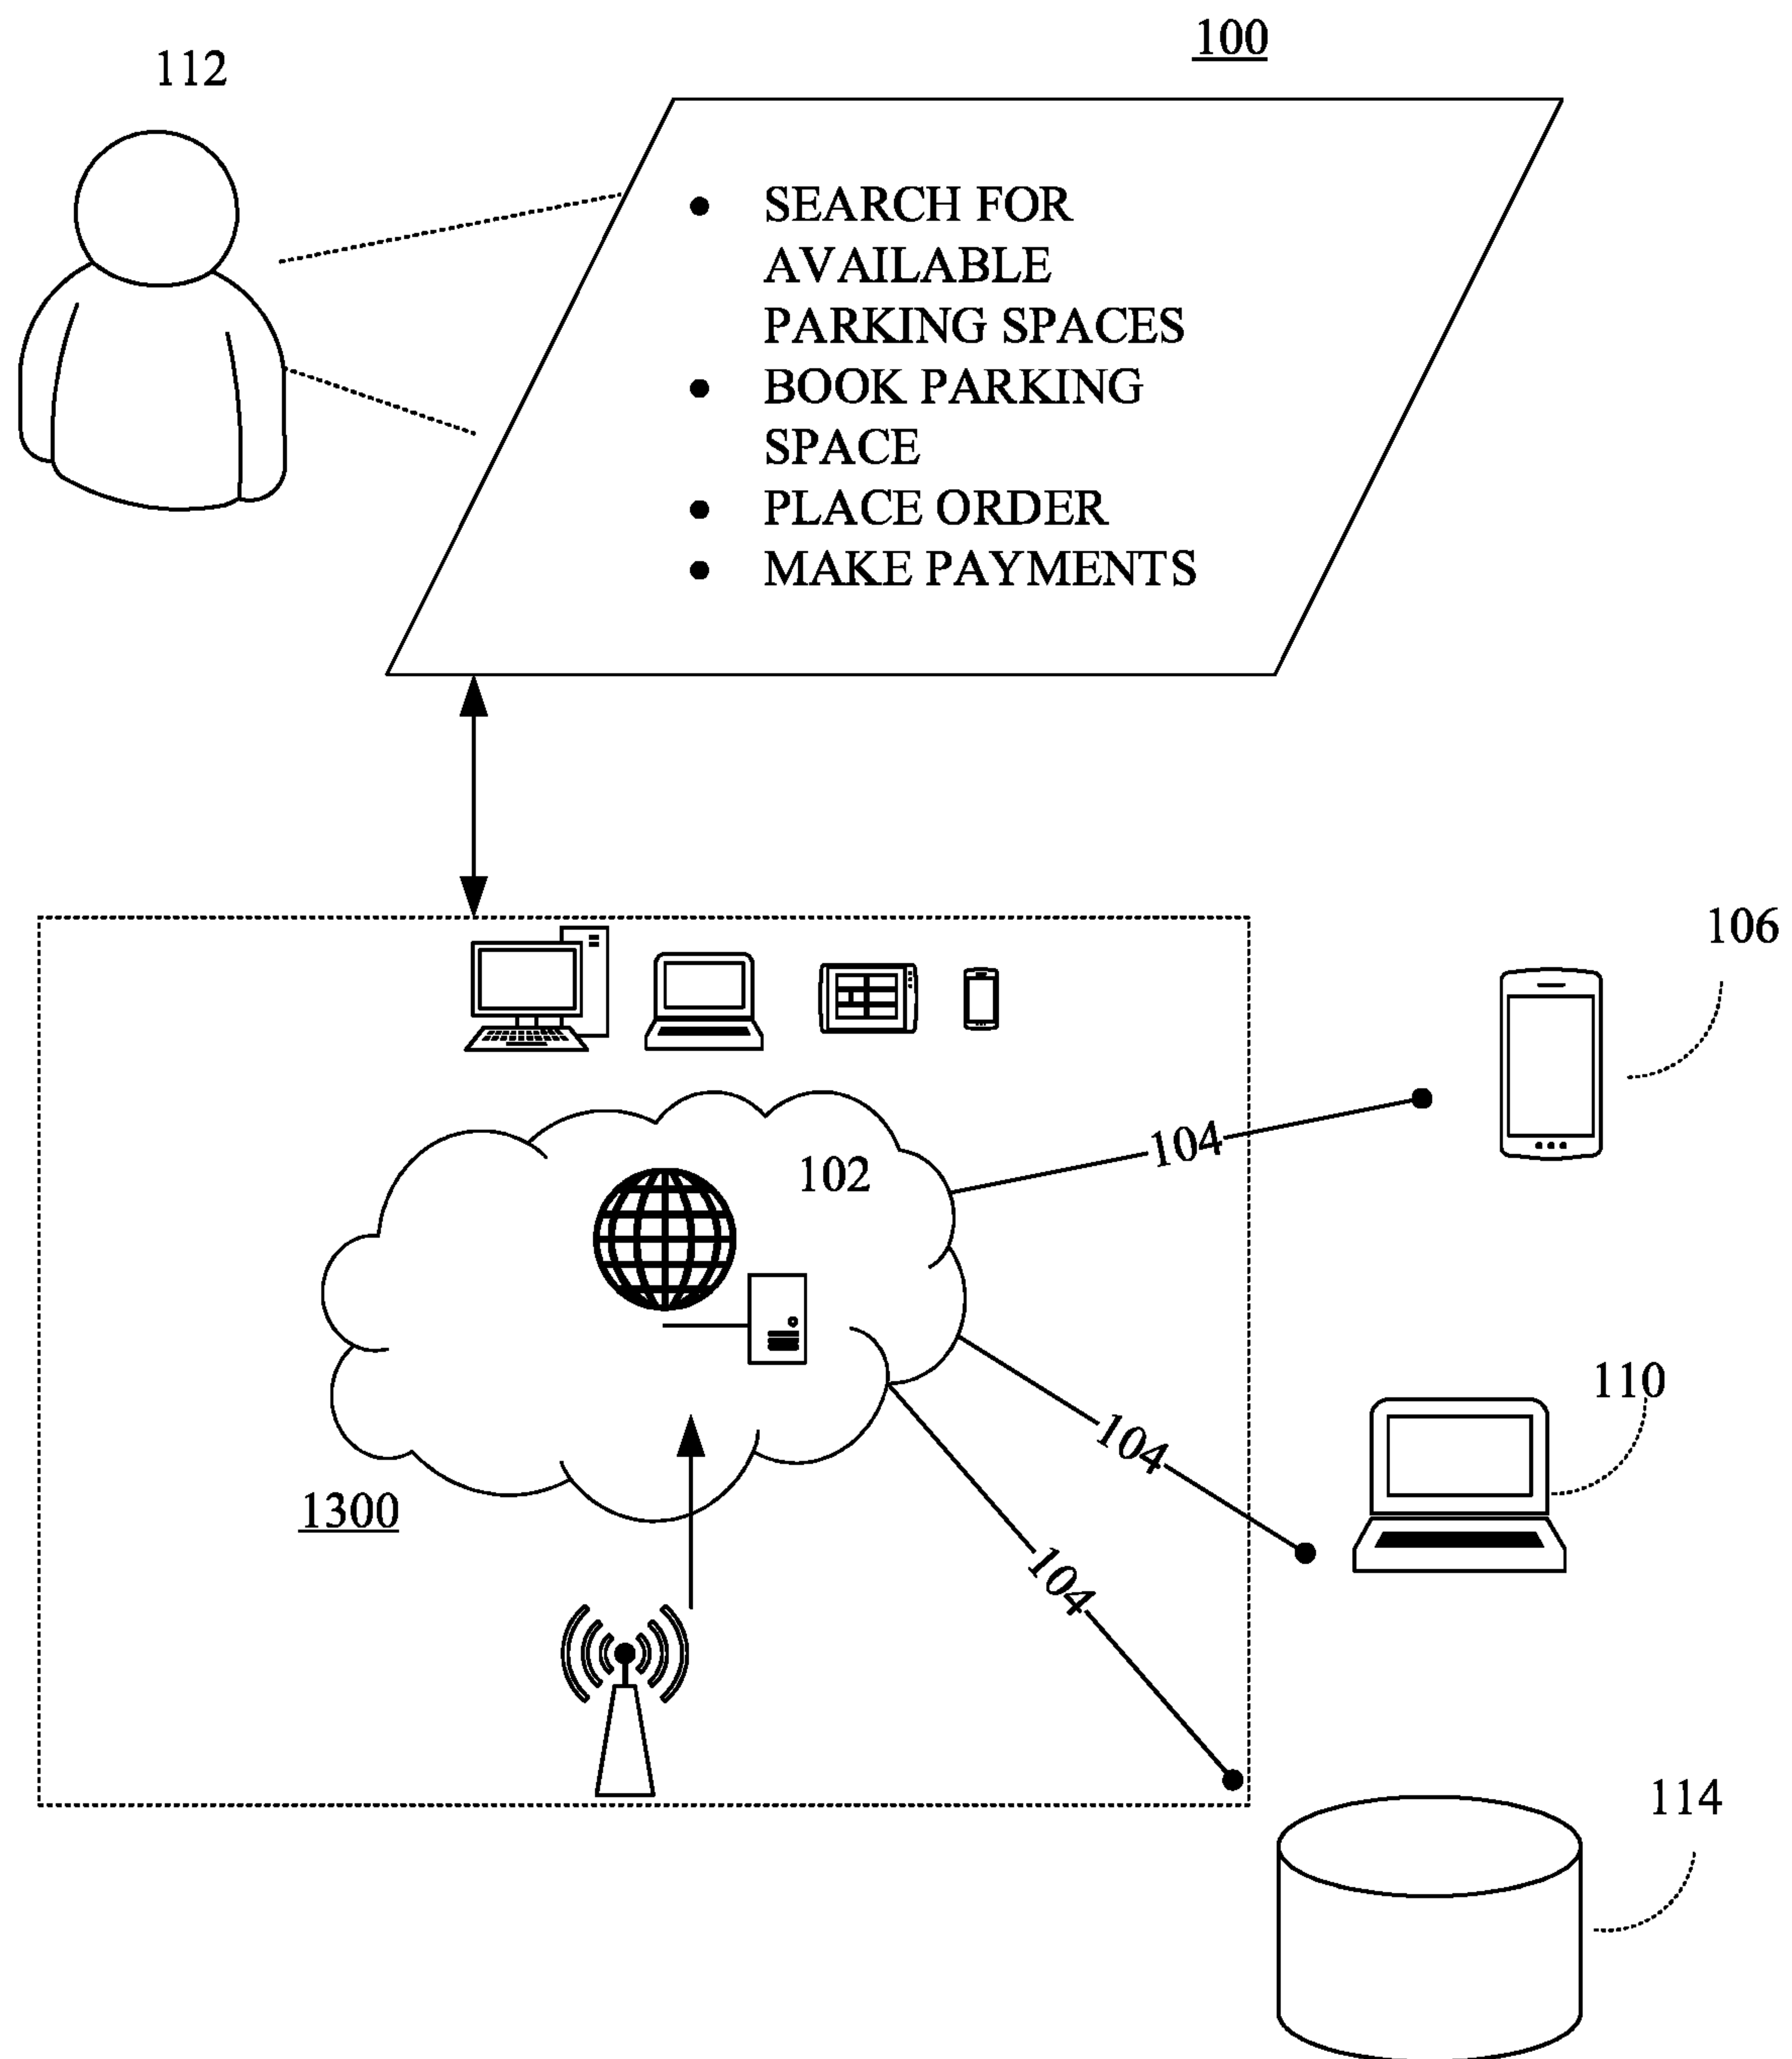 100
112
• SEARCH FOR
AVAILABLE
PARKING SPACES
• BOOK PARKING
SPACE
• PLACE ORDER
• MAKE PAYMENTS
106
104
102
110
104
1300
104
114